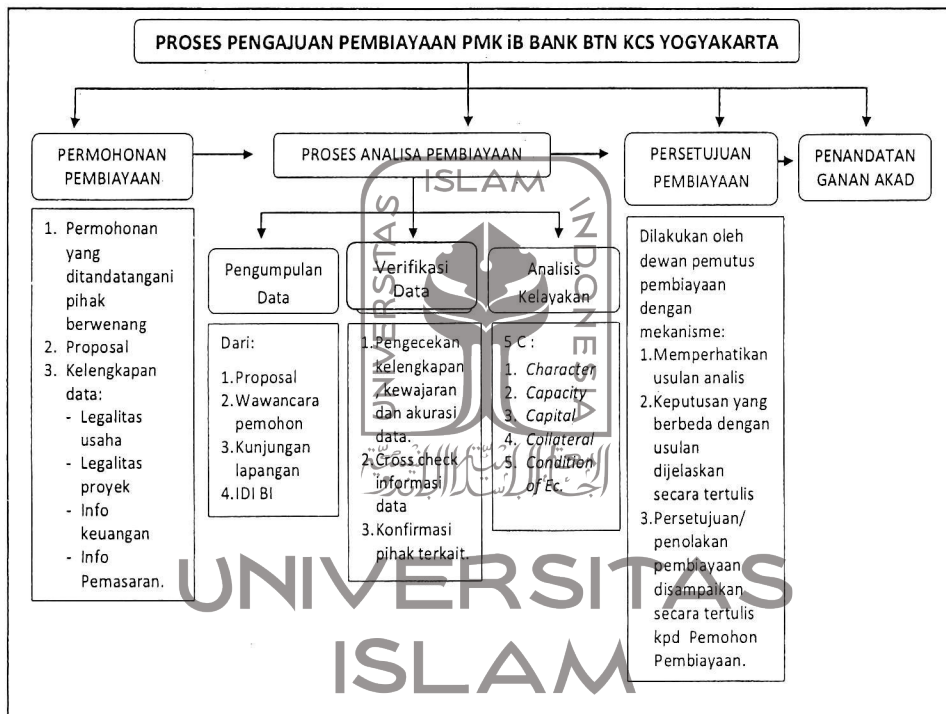 PROSES PENGAJUAN PEMBIAYAAN PMK iB BANK BTN KCS YOGYAKARTA
PERMOHONAN
PEMBIAYAAN
PROSES ANALISA PEMBIAYAAN
PERSETUJUAN
PEMBIAYAAN
PENANDATAN
GANAN AKAD
1. Permohonan
yang
ditandatangani
pihak
berwenang
2. Proposal
3. Kelengkapan
data:
- Legalitas
usaha
- Legalitas
proyek
- Info
keuangan
- Info
Pemasaran.
Pengumpulan
Data
Dari:
1.Proposal
2.Wawancara
pemohon
3.Kunjungan
lapangan
4.IDI BI
Verifikasi
Data
1.Pengecekan
kelengkapan
, kewajaran
dan akurasi
data.
2.Cross check
informasi
data
3.Konfirmasi
pihak terkait.
Analisis
Kelayakan
5 C :
1. Character
2. Capacity
3. Capital
4. Collateral
5. Condition
of Ec.
Dilakukan oleh
dewan pemutus
pembiayaan
dengan
mekanisme:
1.Memperhatikan
usulan analis
2.Keputusan yang
berbeda dengan
usulan
dijelaskan
secara tertulis
3.Persetujuan/
penolakan
pembiayaan
disampaikan
secara tertulis
kpd Pemohon
Pembiayaan.
UNIVERSITAS
ISLAM
INDONESIA
UNIVERSITAS
ISLAM